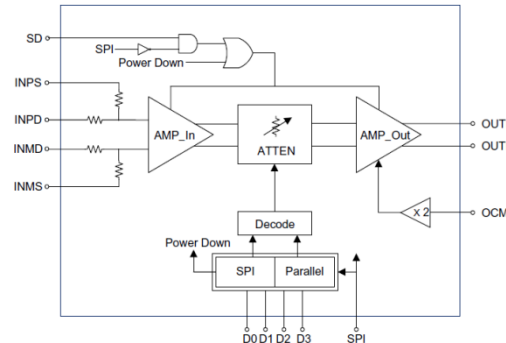 SD
SPI
Power Down
INPS
INPD
INMD
INMS
AMP_In
ATTEN
AMP_Out
OUT
OUT
x 2
OCM
Decode
Power Down
SPI
Parallel
D0 D1 D2 D3
SPI